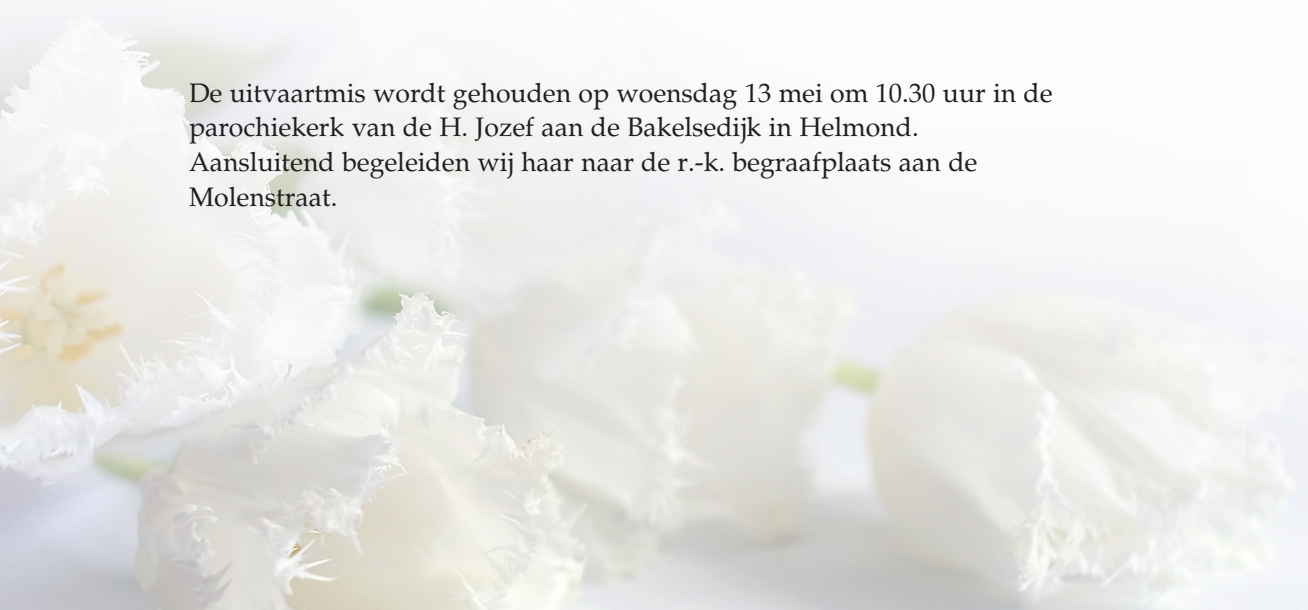 De uitvaartmis wordt gehouden op woensdag 13 mei om 10.30 uur in de
parochiekerk van de H. Jozef aan de Bakelsedijk in Helmond.
Aansluitend begeleiden wij haar naar de r.-k. begraafplaats aan de
Molenstraat.